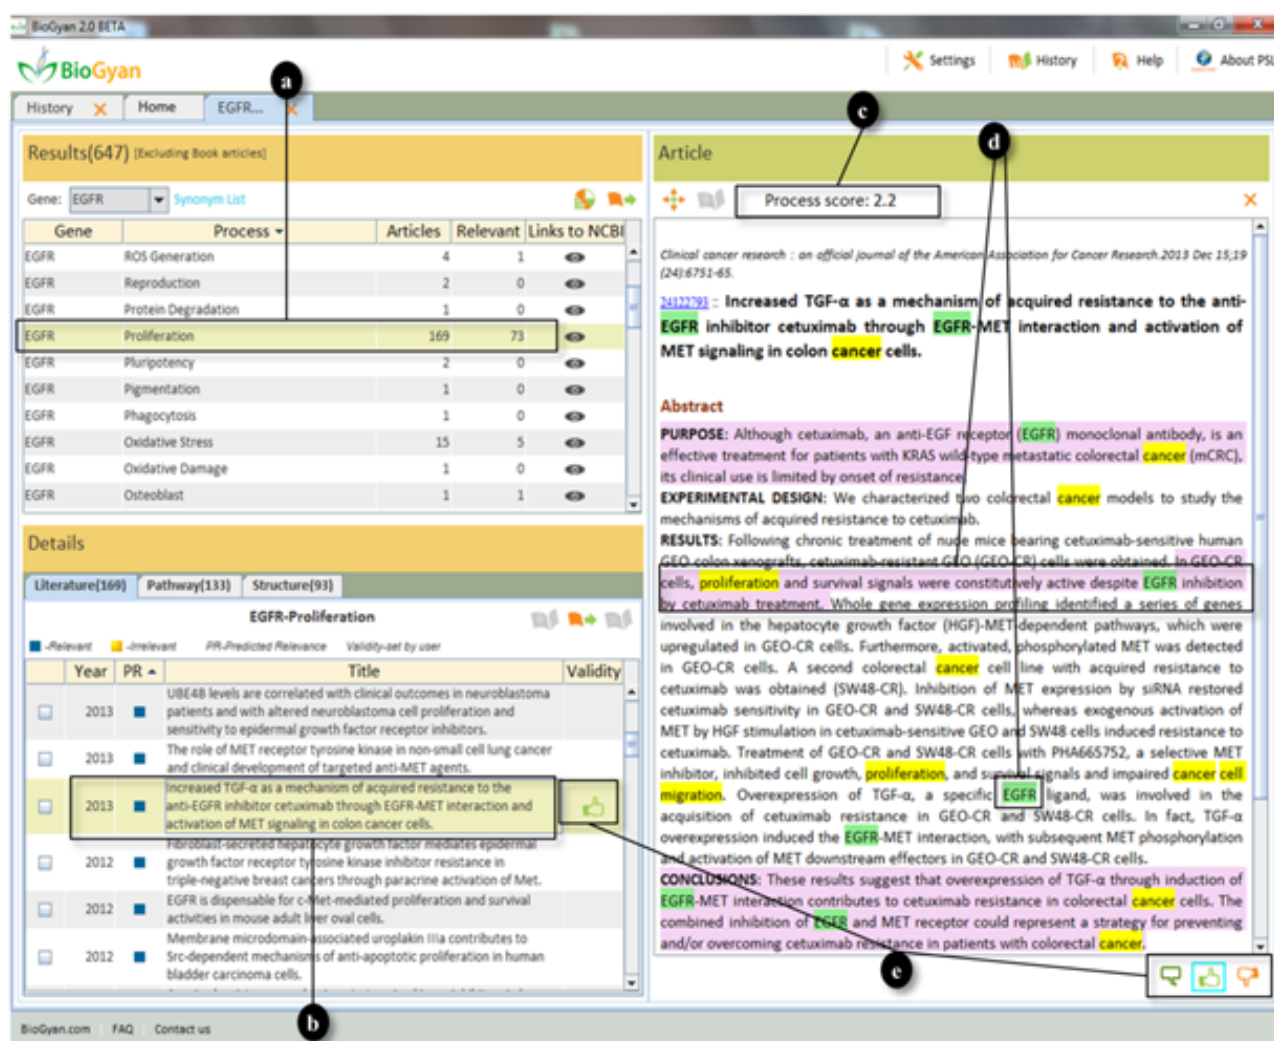 BioGyan 2.0 BETA
BioGyan
Settings
History
Help
About PSL
History
Home
EGFR...
a
c
d
Results(647) [Excluding Book articles]
Gene: EGFR Synonym List
Gene Process Articles Relevant Links to NCBI
EGFR ROS Generation 4 1
EGFR Reproduction 2 0
EGFR Protein Degradation 1 0
EGFR Proliferation 169 73
EGFR Pluripotency 2 0
EGFR Pigmentation 1 0
EGFR Phagocytosis 1 0
EGFR Oxidative Stress 15 5
EGFR Oxidative Damage 1 0
EGFR Osteoblast 1 1
Details
Literature(169) Pathway(133) Structure(93)
EGFR-Proliferation
-Relevant -Irrelevant PR-Predicted Relevance Validity-set by user
Year PR Title Validity
UBE4B levels are correlated with clinical outcomes in neuroblastoma
2013 patients and with altered neuroblastoma cell proliferation and
sensitivity to epidermal growth factor receptor inhibitors.
2013 The role of MET receptor tyrosine kinase in non-small cell lung cancer
and clinical development of targeted anti-MET agents.
Increased TGF-α as a mechanism of acquired resistance to the
2013 anti-EGFR inhibitor cetuximab through EGFR-MET interaction and
activation of MET signaling in colon cancer cells.
Fibroblast-secreted hepatocyte growth factor mediates epidermal
2012 growth factor receptor tyrosine kinase inhibitor resistance in
triple-negative breast cancers through paracrine activation of Met.
2012 EGFR is dispensable for c-Met-mediated proliferation and survival
activities in mouse adult liver oval cells.
Membrane microdomain-associated uroplakin IIIa contributes to
2012 Src-dependent mechanisms of anti-apoptotic proliferation in human
bladder carcinoma cells.
b
Article
Process score: 2.2
Clinical cancer research : an official journal of the American Association for Cancer Research.2013 Dec 15;19
(24):6751-65.
24122793 :: Increased TGF-α as a mechanism of acquired resistance to the anti-
EGFR inhibitor cetuximab through EGFR-MET interaction and activation of
MET signaling in colon cancer cells.
Abstract
PURPOSE: Although cetuximab, an anti-EGF receptor (EGFR) monoclonal antibody, is an
effective treatment for patients with KRAS wild-type metastatic colorectal cancer (mCRC),
its clinical use is limited by onset of resistance.
EXPERIMENTAL DESIGN: We characterized two colorectal cancer models to study the
mechanisms of acquired resistance to cetuximab.
RESULTS: Following chronic treatment of nude mice bearing cetuximab-sensitive human
GEO colon xenografts, cetuximab-resistant GEO (GEO-CR) cells were obtained. In GEO-CR
cells, proliferation and survival signals were constitutively active despite EGFR inhibition
by cetuximab treatment. Whole gene expression profiling identified a series of genes
involved in the hepatocyte growth factor (HGF)-MET-dependent pathways, which were
upregulated in GEO-CR cells. Furthermore, activated, phosphorylated MET was detected
in GEO-CR cells. A second colorectal cancer cell line with acquired resistance to
cetuximab was obtained (SW48-CR). Inhibition of MET expression by siRNA restored
cetuximab sensitivity in GEO-CR and SW48-CR cells, whereas exogenous activation of
MET by HGF stimulation in cetuximab-sensitive GEO and SW48 cells induced resistance to
cetuximab. Treatment of GEO-CR and SW48-CR cells with PHA665752, a selective MET
inhibitor, inhibited cell growth, proliferation, and survival signals and impaired cancer cell
migration. Overexpression of TGF-α, a specific EGFR ligand, was involved in the
acquisition of cetuximab resistance in GEO-CR and SW48-CR cells. In fact, TGF-α
overexpression induced the EGFR-MET interaction, with subsequent MET phosphorylation
and activation of MET downstream effectors in GEO-CR and SW48-CR cells.
CONCLUSIONS: These results suggest that overexpression of TGF-α through induction of
EGFR-MET interaction contributes to cetuximab resistance in colorectal cancer cells. The
combined inhibition of EGFR and MET receptor could represent a strategy for preventing
and/or overcoming cetuximab resistance in patients with colorectal cancer.
e
BioGyan.com FAQ Contact us